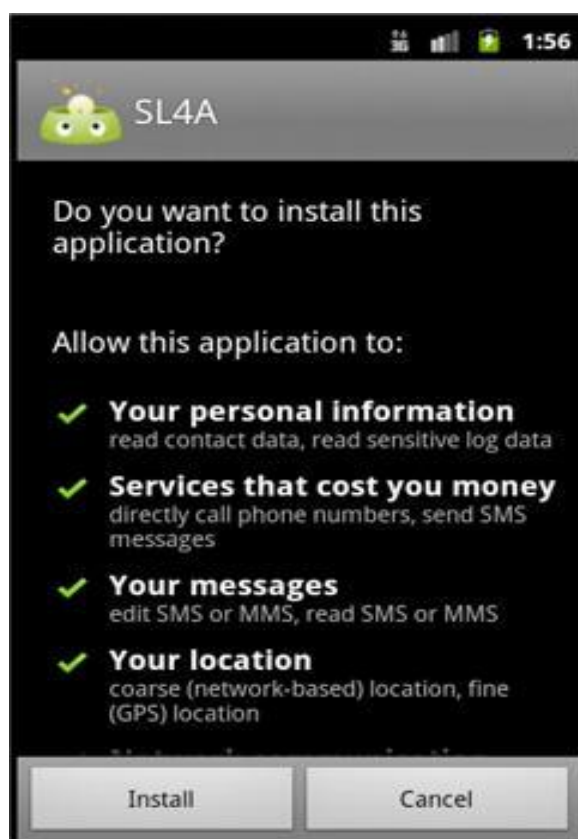 3G 1:56
SL4A
Do you want to install this
application?
Allow this application to:
Your personal information
read contact data, read sensitive log data
Services that cost you money
directly call phone numbers, send SMS
messages
Your messages
edit SMS or MMS, read SMS or MMS
Your location
coarse (network-based) location, fine
(GPS) location
Install Cancel